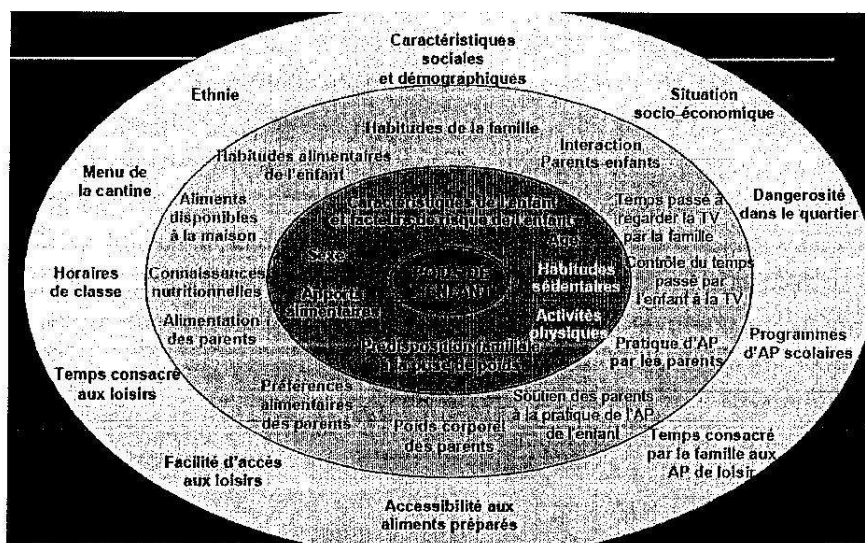 Caractéristiques
sociales
et démographiques
Ethnie
Situation
socio-économique
Habitudes de la famille
Menu de
la cantine
Habitudes alimentaires
de l'enfant
Interaction
Parents-enfants
Caractéristiques de l'enfant
et facteurs de risque de l'enfant
Aliments
disponibles
à la maison
Temps passé à
regarder la TV
par la famille
Dangerosité
dans le quartier
Sexe
Age
Horaires
de classe
Connaissances
nutritionnelles
Apports
alimentaires
POIDS DE
L'ENFANT
Habitudes
sédentaires
Contrôle du temps
passé par
l'enfant à la TV
Alimentation
des parents
Activités
physiques
Pratique d'AP
par les parents
Programmes
d'AP scolaires
Prédisposition familiale
à la prise de poids
Temps consacré
aux loisirs
Préférences
alimentaires
des parents
Poids corporel
des parents
Soutien des parents
à la pratique de l'AP
de l'enfant
Temps consacré
par la famille aux
AP de loisir
Facilité d'accès
aux loisirs
Accessibilité aux
aliments préparés